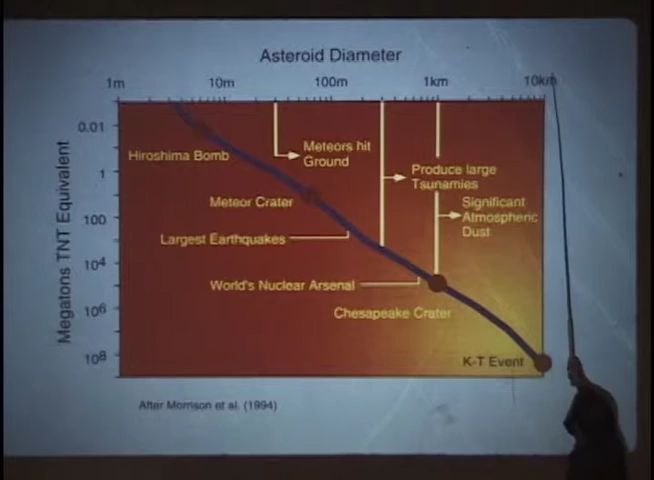 Asteroid Diameter
1m 10m 100m 1km 10km
Megatons TNT Equivalent
0.01
1
100
10⁴
10⁶
10⁸
Hiroshima Bomb
Meteors hit
Ground
Meteor Crater
Produce large
Tsunamies
Significant
Atmospheric
Dust
Largest Earthquakes
World's Nuclear Arsenal
Chesapeake Crater
K-T Event
After Morrison et al. (1994)